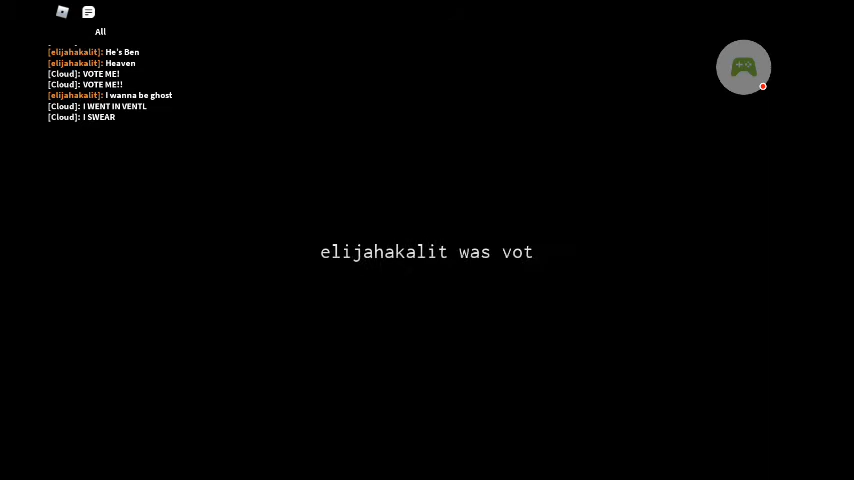 All
[elijahakalit]: He's Ben
[elijahakalit]: Heaven
[Cloud]: VOTE ME!
[Cloud]: VOTE ME!!
[elijahakalit]: I wanna be ghost
[Cloud]: I WENT IN VENTL
[Cloud]: I SWEAR
elijahakalit was vot